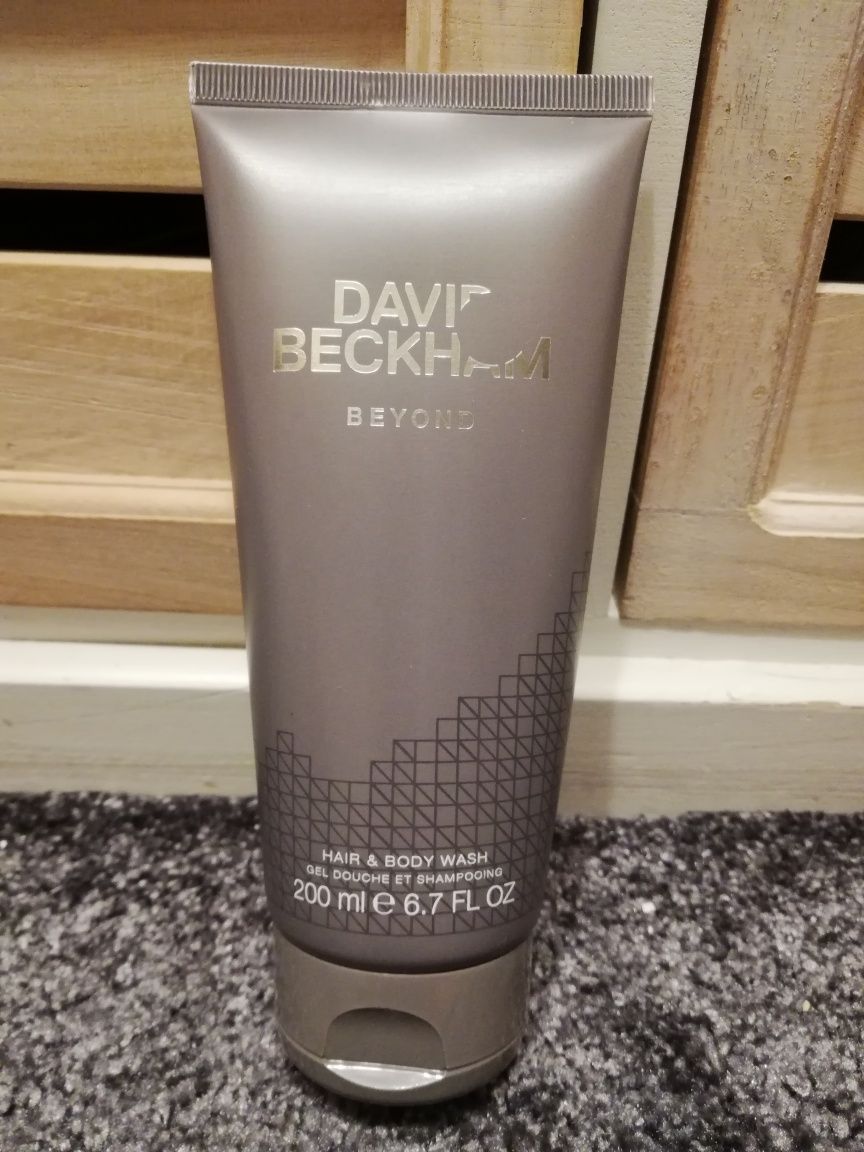 DAVID
BECKHAM
BEYOND
HAIR & BODY WASH
GEL DOUCHE ET SHAMPOOING
200 ml e 6.7 FL OZ